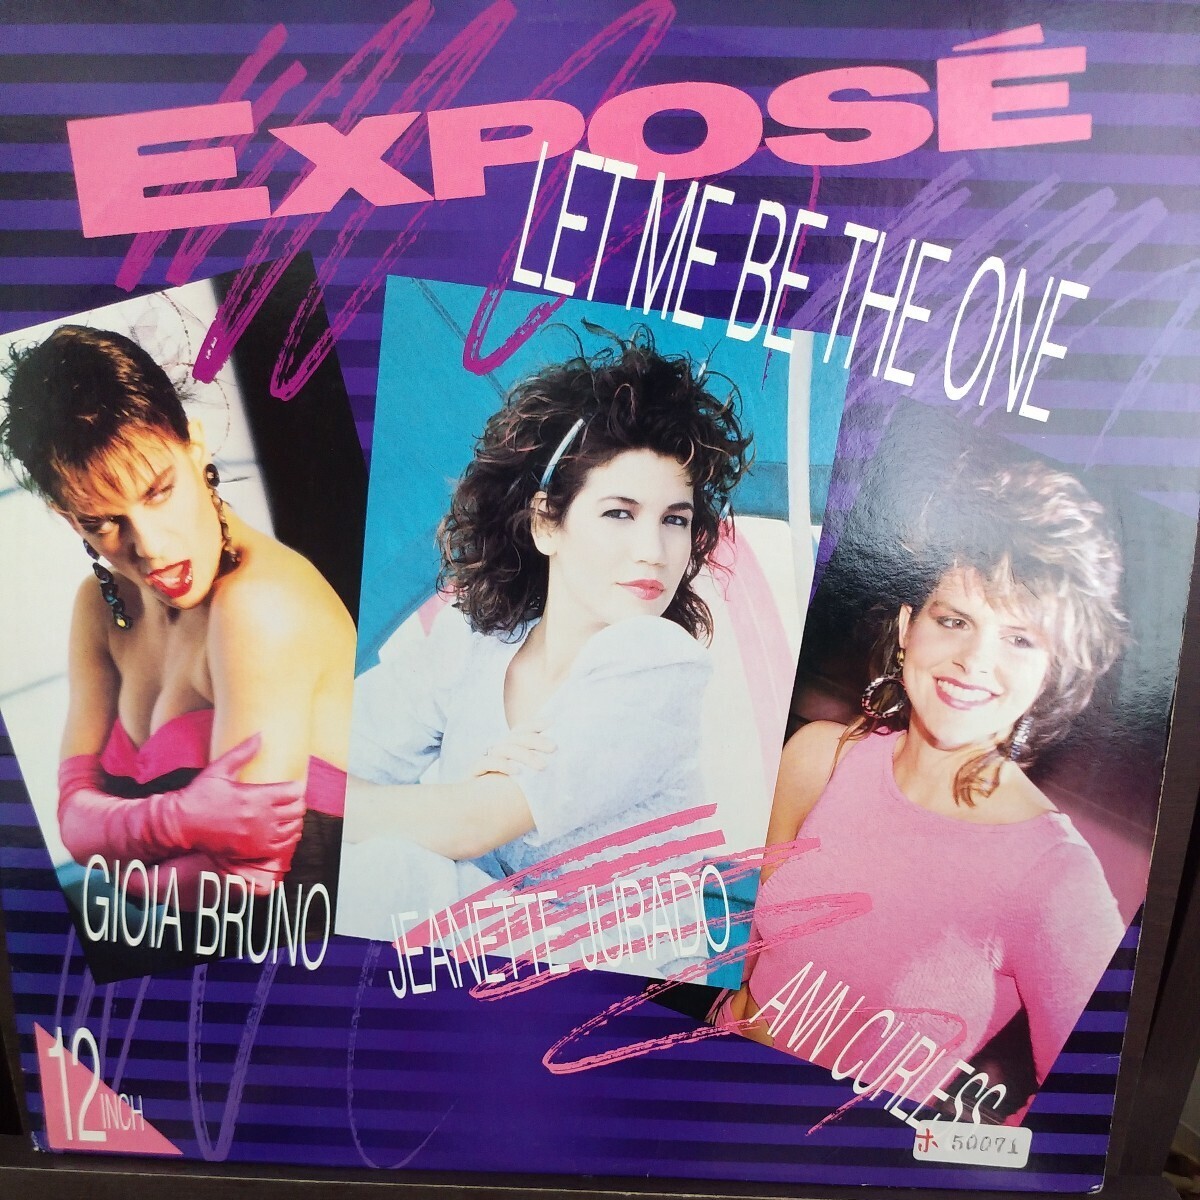 EXPOSÉ
LET ME BE THE ONE
GIOIA BRUNO
JEANETTE JURADO
ANN CURLESS
12 INCH
ホ 50071